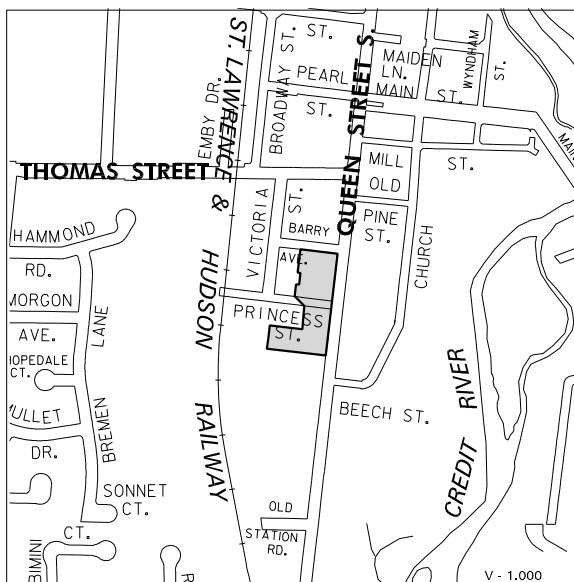 ST. LAWRENCE & HUDSON RAILWAY
EMBY DR.
BROADWAY ST.
ST.
PEARL
ST.
QUEEN STREET S.
MAIDEN
LN.
MAIN ST.
WYNDHAM
ST.
THOMAS STREET
MILL
ST.
OLD
PINE
ST.
CHURCH
VICTORIA
ST.
BARRY
AVE.
PRINCESS
ST.
HAMMOND
RD.
MORGON
AVE.
HOPEDALE
CT.
MULLET
DR.
BREMEN LANE
SONNET
CT.
CT.
BIMINI
BEECH ST.
CREDIT RIVER
OLD
STATION
RD.
R
V - 1.000